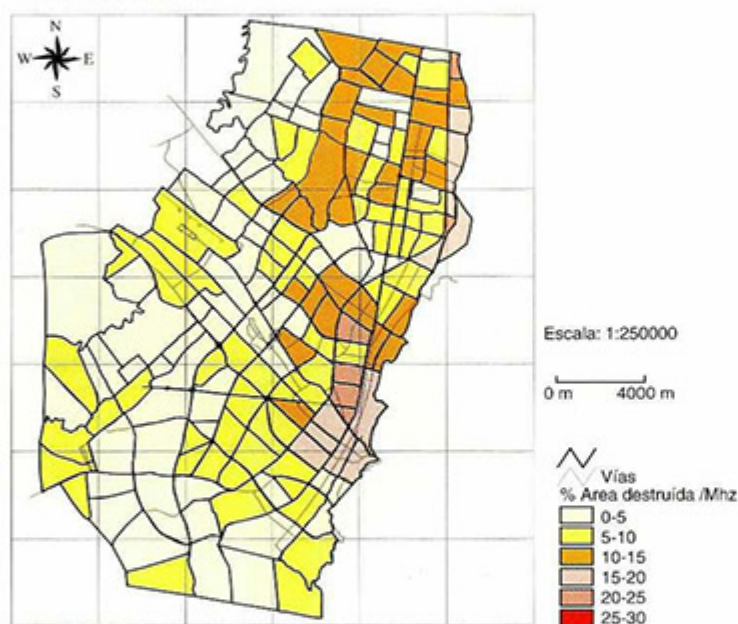 N
W E
S
Escala: 1:250000
0 m 4000 m
Vías
% Area destruída /Mhz
0-5
5-10
10-15
15-20
20-25
25-30